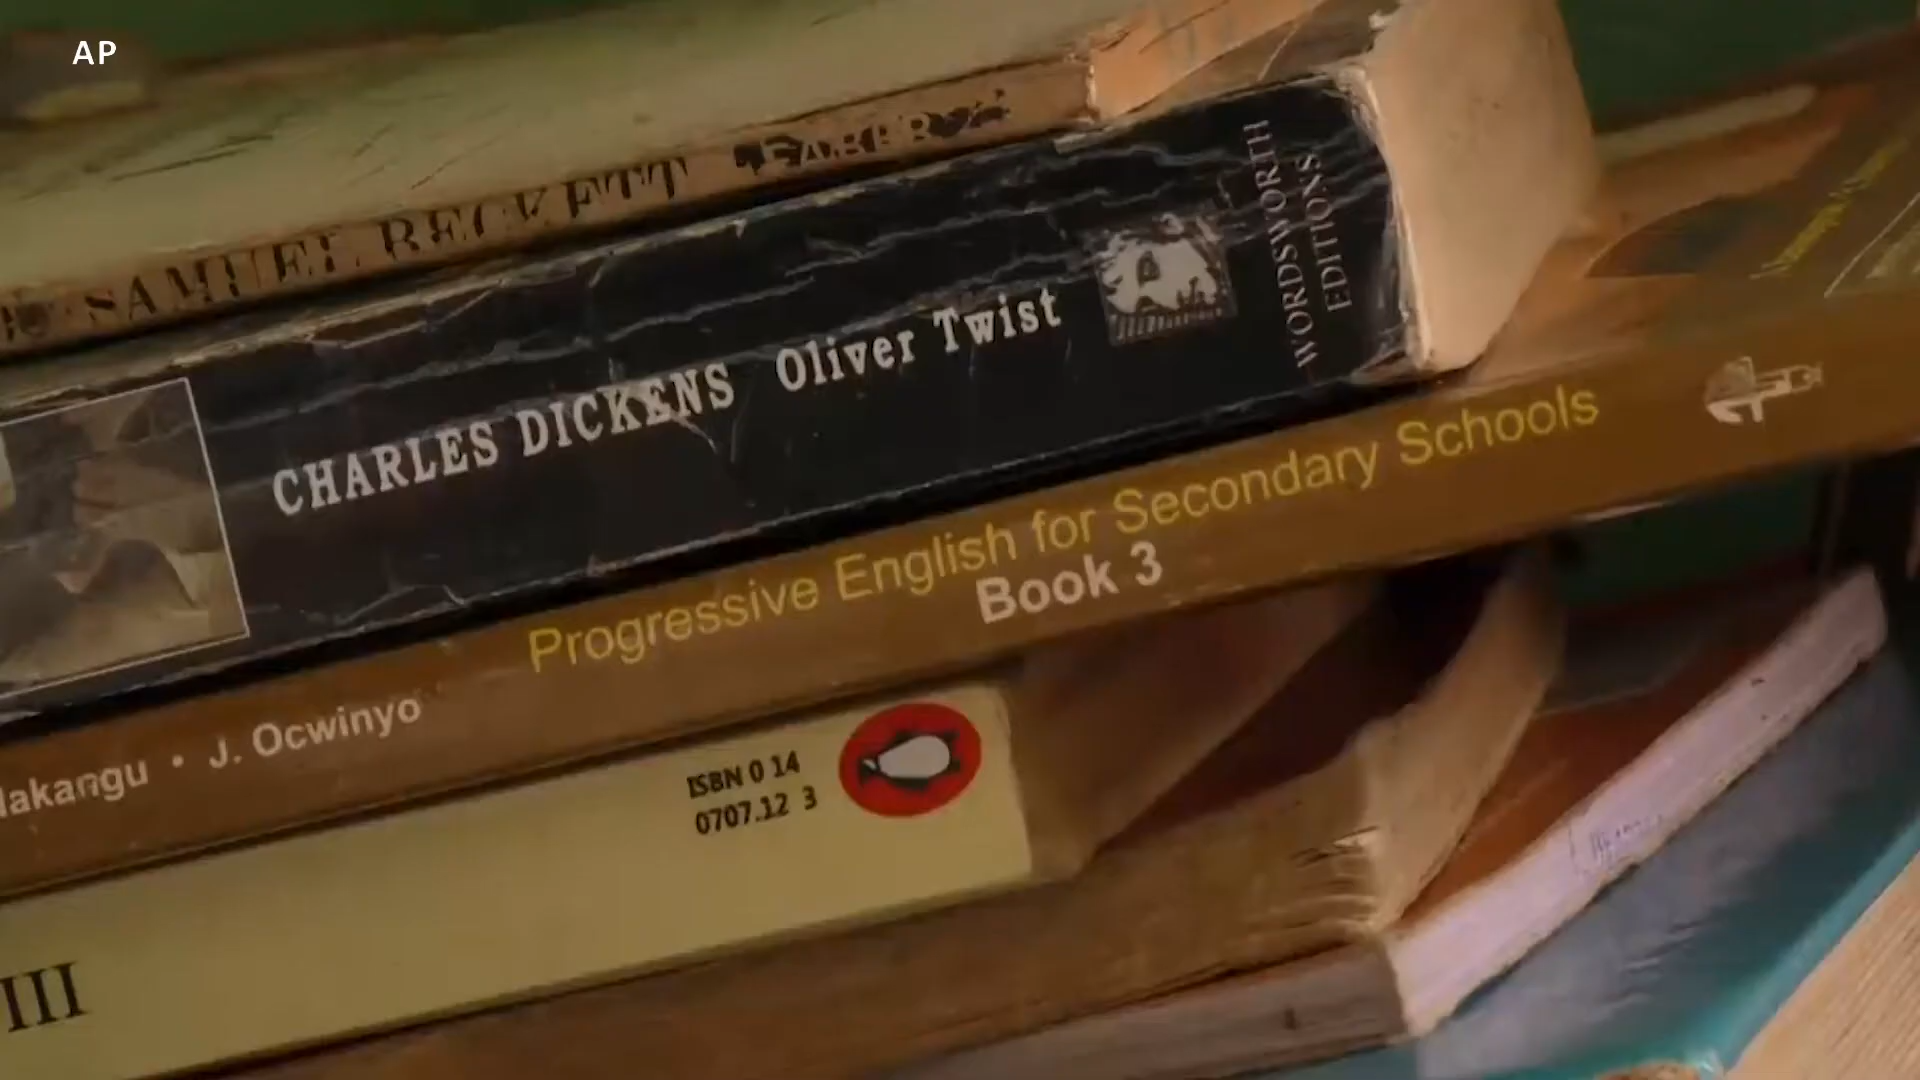 AP
SAMUEL BECKETT
CHARLES DICKENS Oliver Twist
WORDSWORTH
EDITIONS
Progressive English for Secondary Schools
Book 3
• J. Ocwinyo
ISBN 0 14
0707.12 3
III